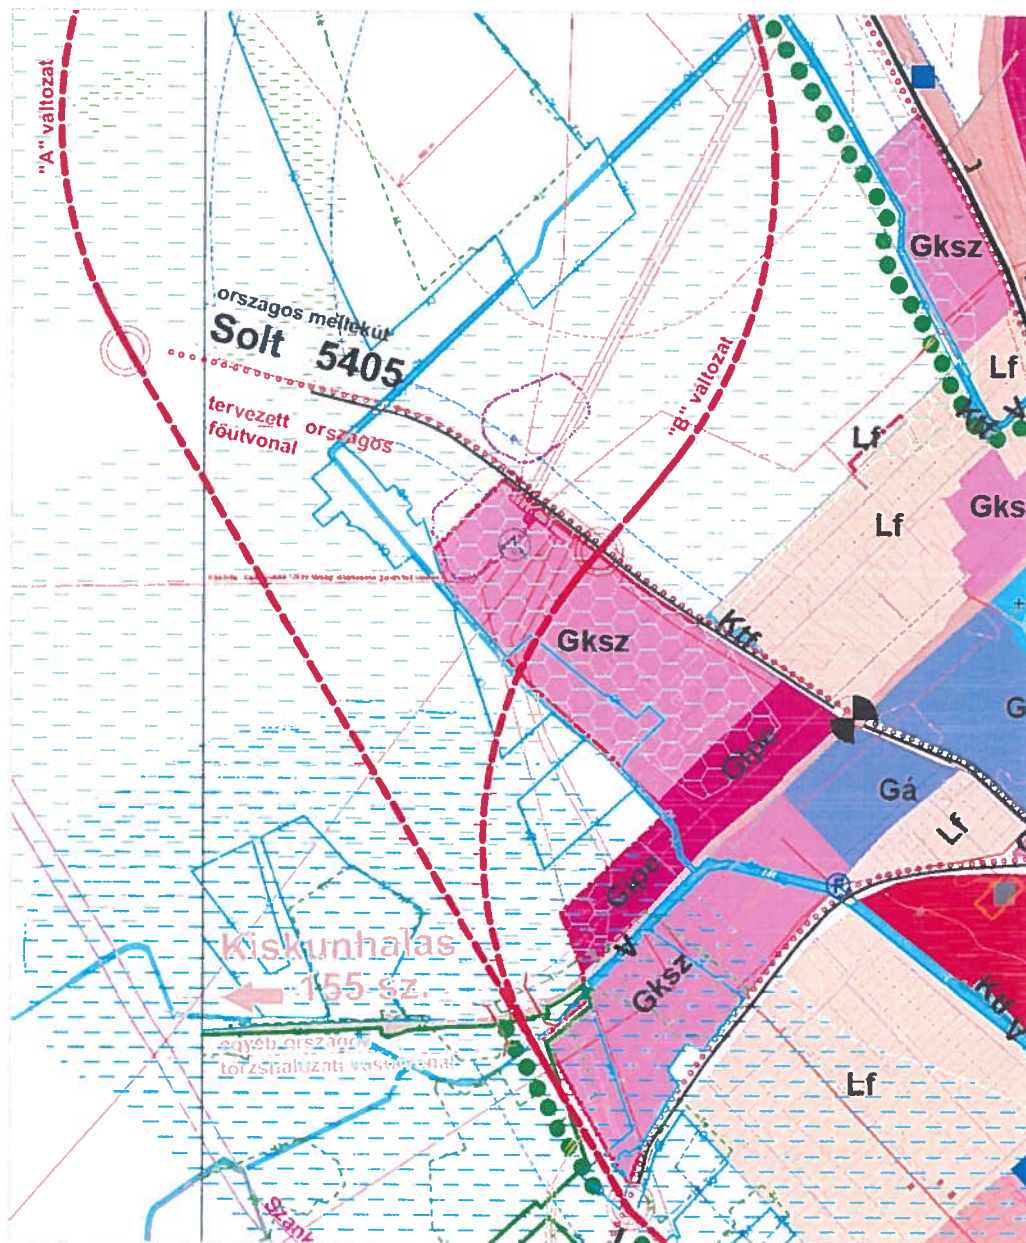 "A" változat
Gksz
országos mellékút
Solt 5405
Lf
"B" változat
Ktf
tervezett országos
főútvonal
Lf
Lf
Gks
Ktf
Gksz
G
Gipe
Gá
Lf
Gipe
Kiskunhalas
155 sz.
V
Gksz
Ktf V
egyéb országos
törzshálózati vasútvonal
Lf
Szank